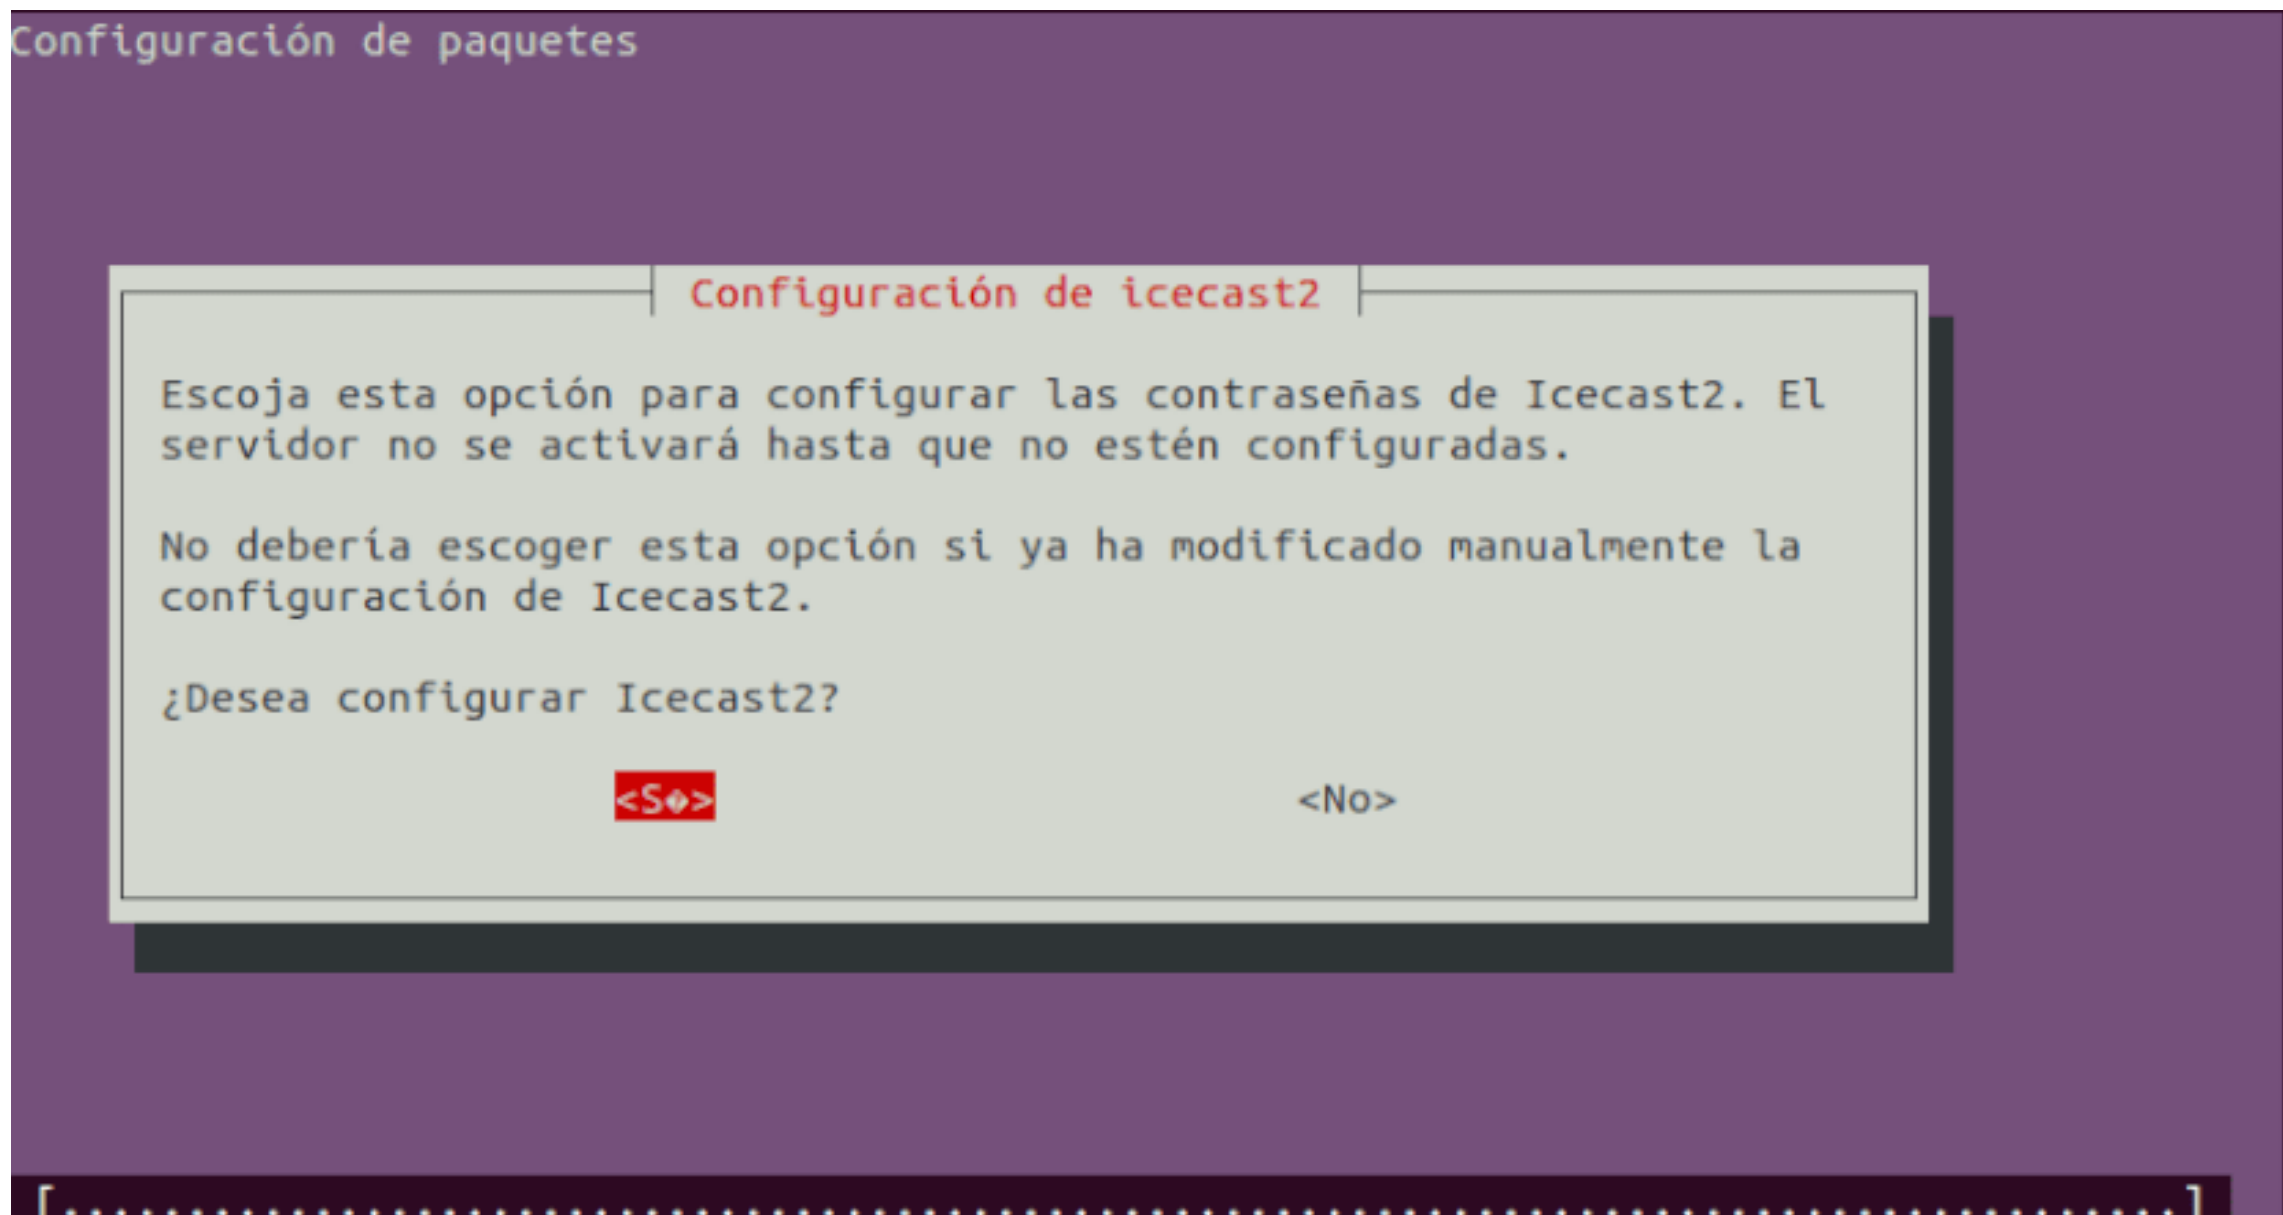 Configuración de paquetes
Configuración de icecast2
Escoja esta opción para configurar las contraseñas de Icecast2. El
servidor no se activará hasta que no estén configuradas.
No debería escoger esta opción si ya ha modificado manualmente la
configuración de Icecast2.
¿Desea configurar Icecast2?
<S�> <No>
[.....................................................................................]